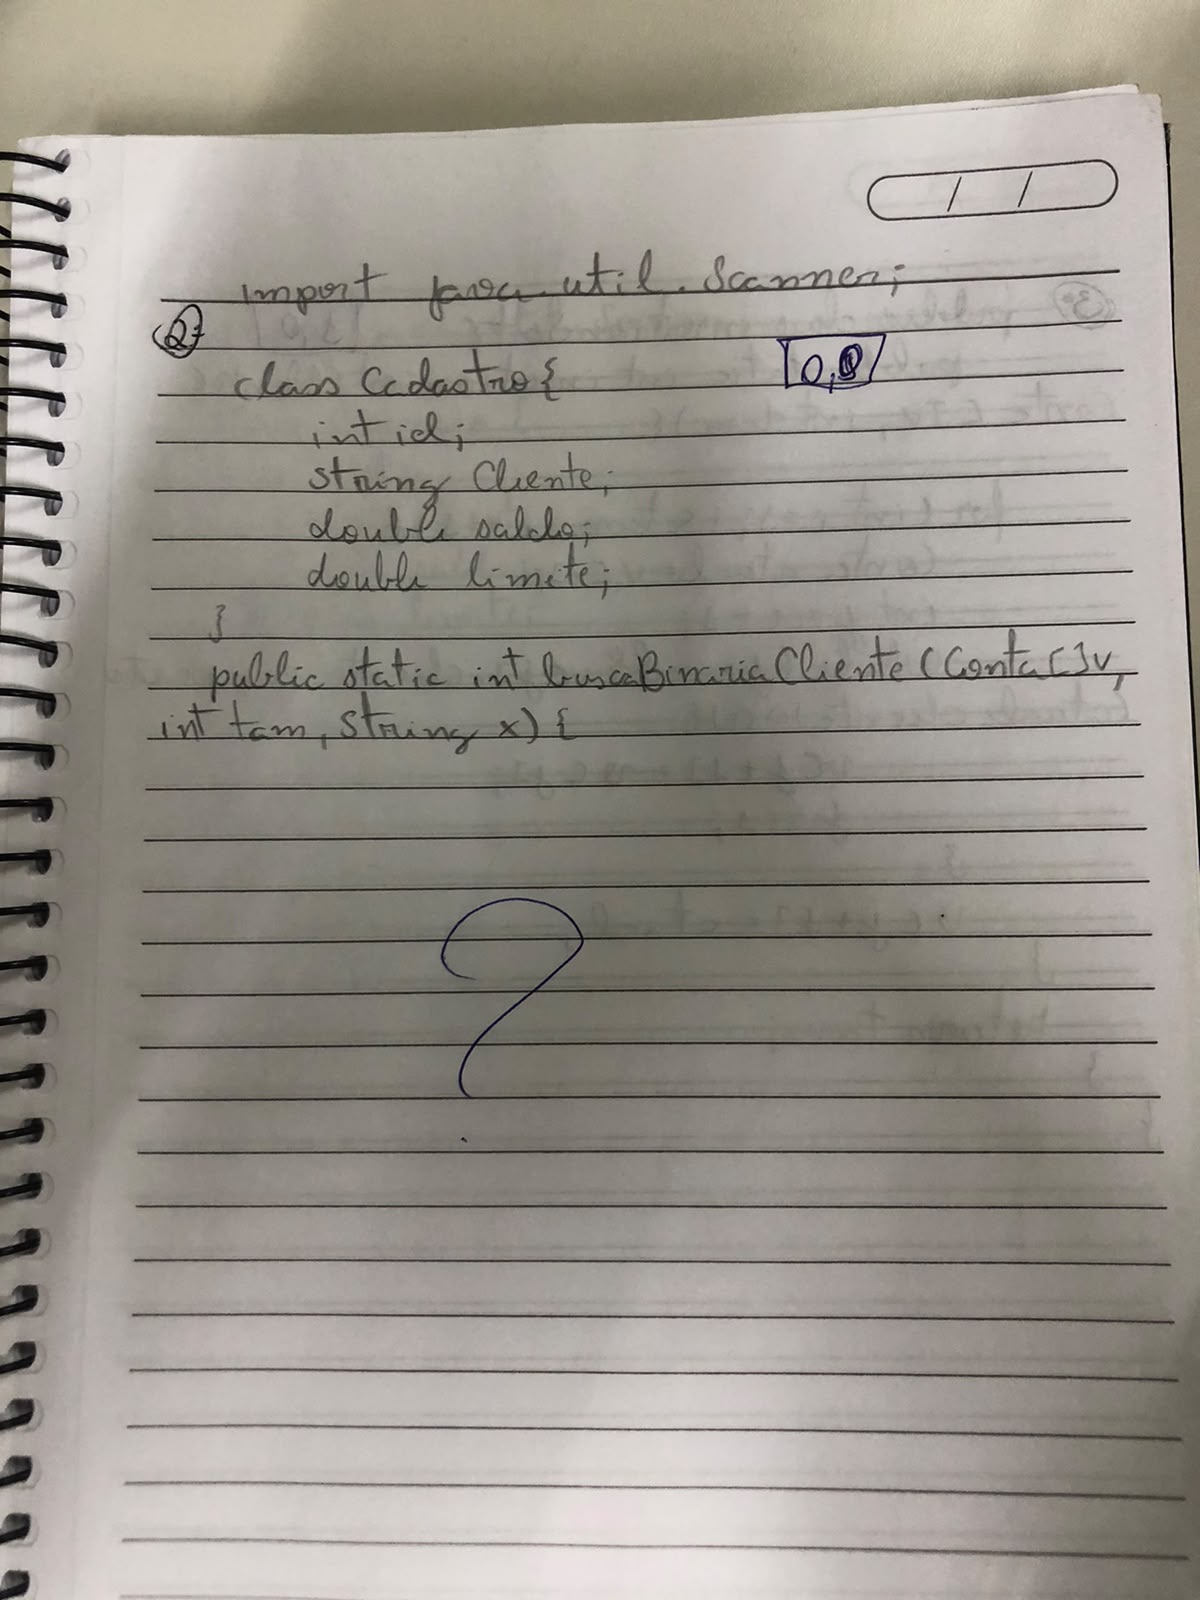 import java.util.Scanner;
2)
class Cadastro{
0,0
int id;
string Cliente;
double saldo;
double limite;
}
public static int buscaBinariaCliente (Conta[]v,
int tam, string x) {
?